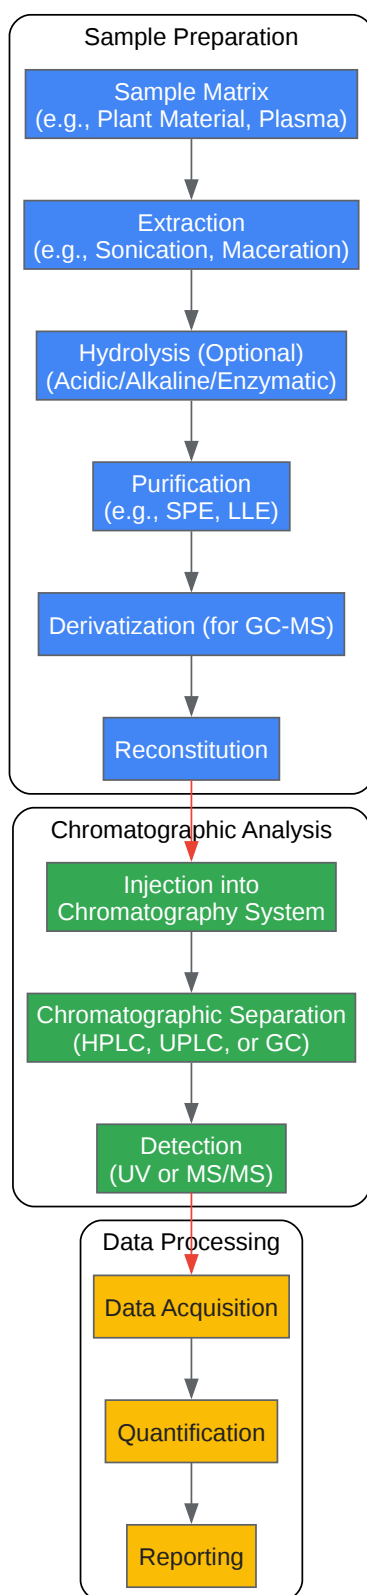 Sample Preparation
Sample Matrix
(e.g., Plant Material, Plasma)
Extraction
(e.g., Sonication, Maceration)
Hydrolysis (Optional)
(Acidic/Alkaline/Enzymatic)
Purification
(e.g., SPE, LLE)
Derivatization (for GC-MS)
Reconstitution
Chromatographic Analysis
Injection into
Chromatography System
Chromatographic Separation
(HPLC, UPLC, or GC)
Detection
(UV or MS/MS)
Data Processing
Data Acquisition
Quantification
Reporting